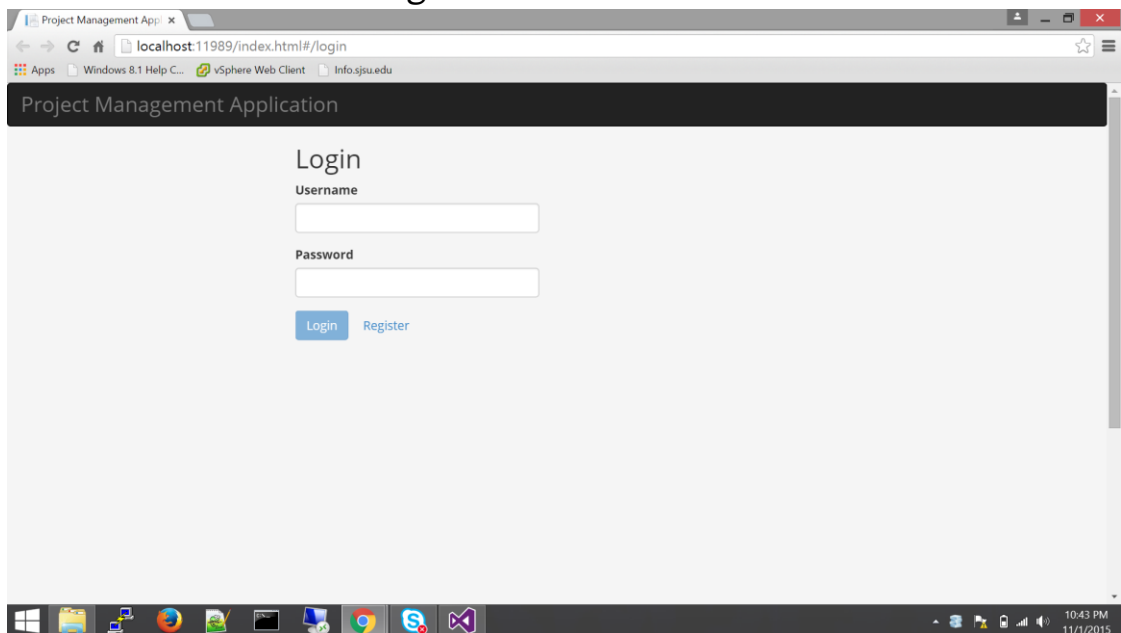 Project Management Appl
localhost:11989/index.html#/login
Apps Windows 8.1 Help C... vSphere Web Client Info.sjsu.edu
Project Management Application
Login
Username
Password
Login Register
10:43 PM
11/1/2015